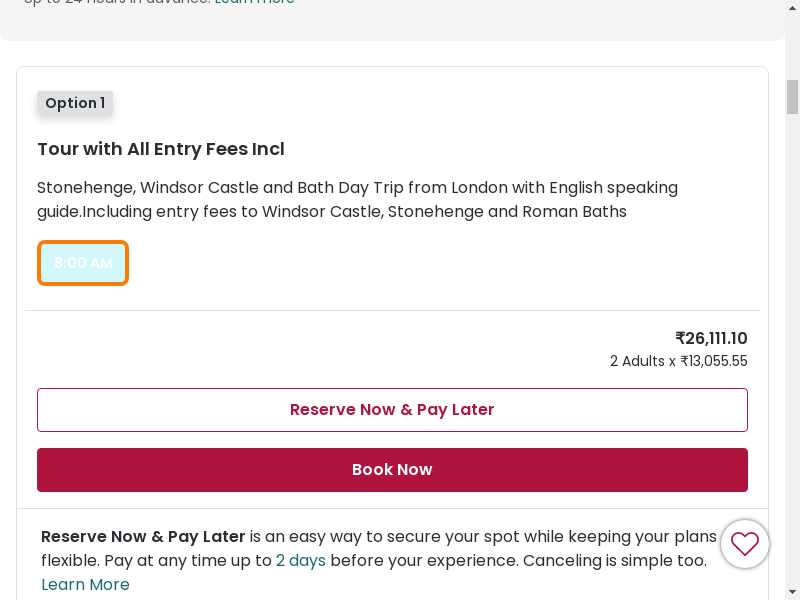 up to 24 hours in advance. Learn more
Option 1
Tour with All Entry Fees Incl
Stonehenge, Windsor Castle and Bath Day Trip from London with English speaking
guide.Including entry fees to Windsor Castle, Stonehenge and Roman Baths
8:00 AM
₹26,111.10
2 Adults x ₹13,055.55
Reserve Now & Pay Later
Book Now
Reserve Now & Pay Later is an easy way to secure your spot while keeping your plans
flexible. Pay at any time up to 2 days before your experience. Canceling is simple too.
Learn More